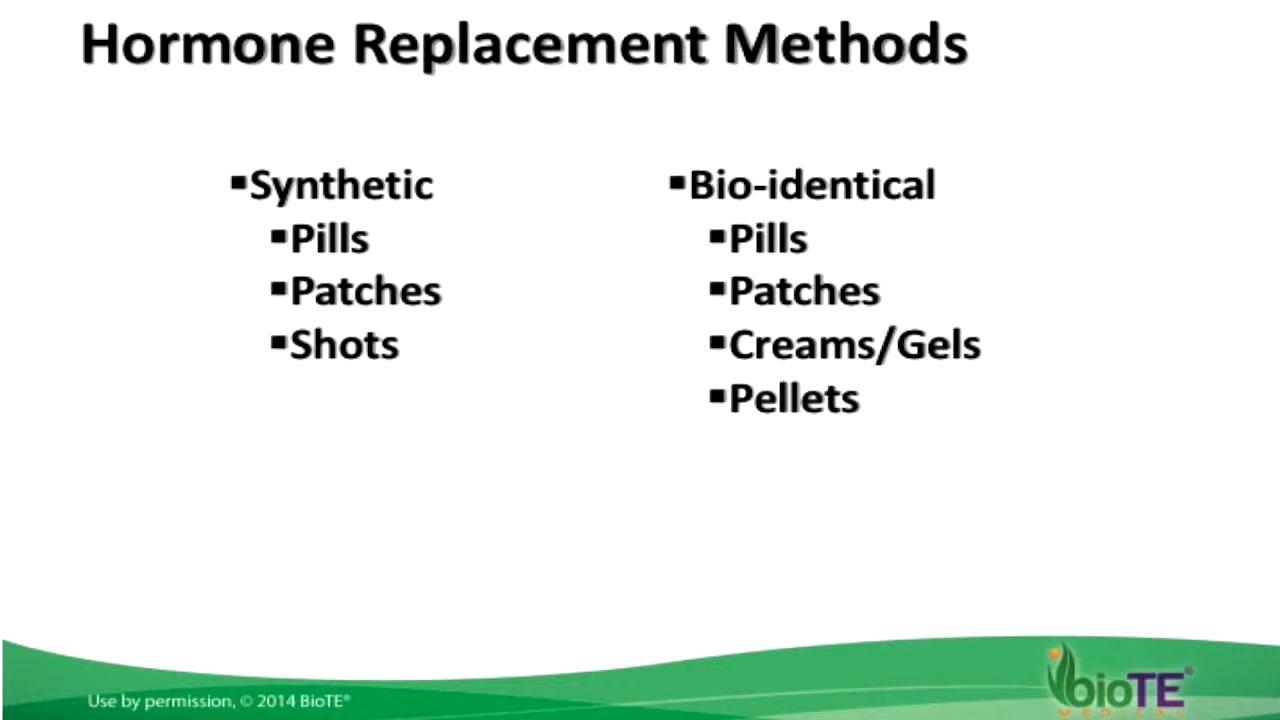 Hormone Replacement Methods
▪Synthetic
▪Pills
▪Patches
▪Shots
▪Bio-identical
▪Pills
▪Patches
▪Creams/Gels
▪Pellets
Use by permission, © 2014 BioTE®
bioTE®
MEDICAL